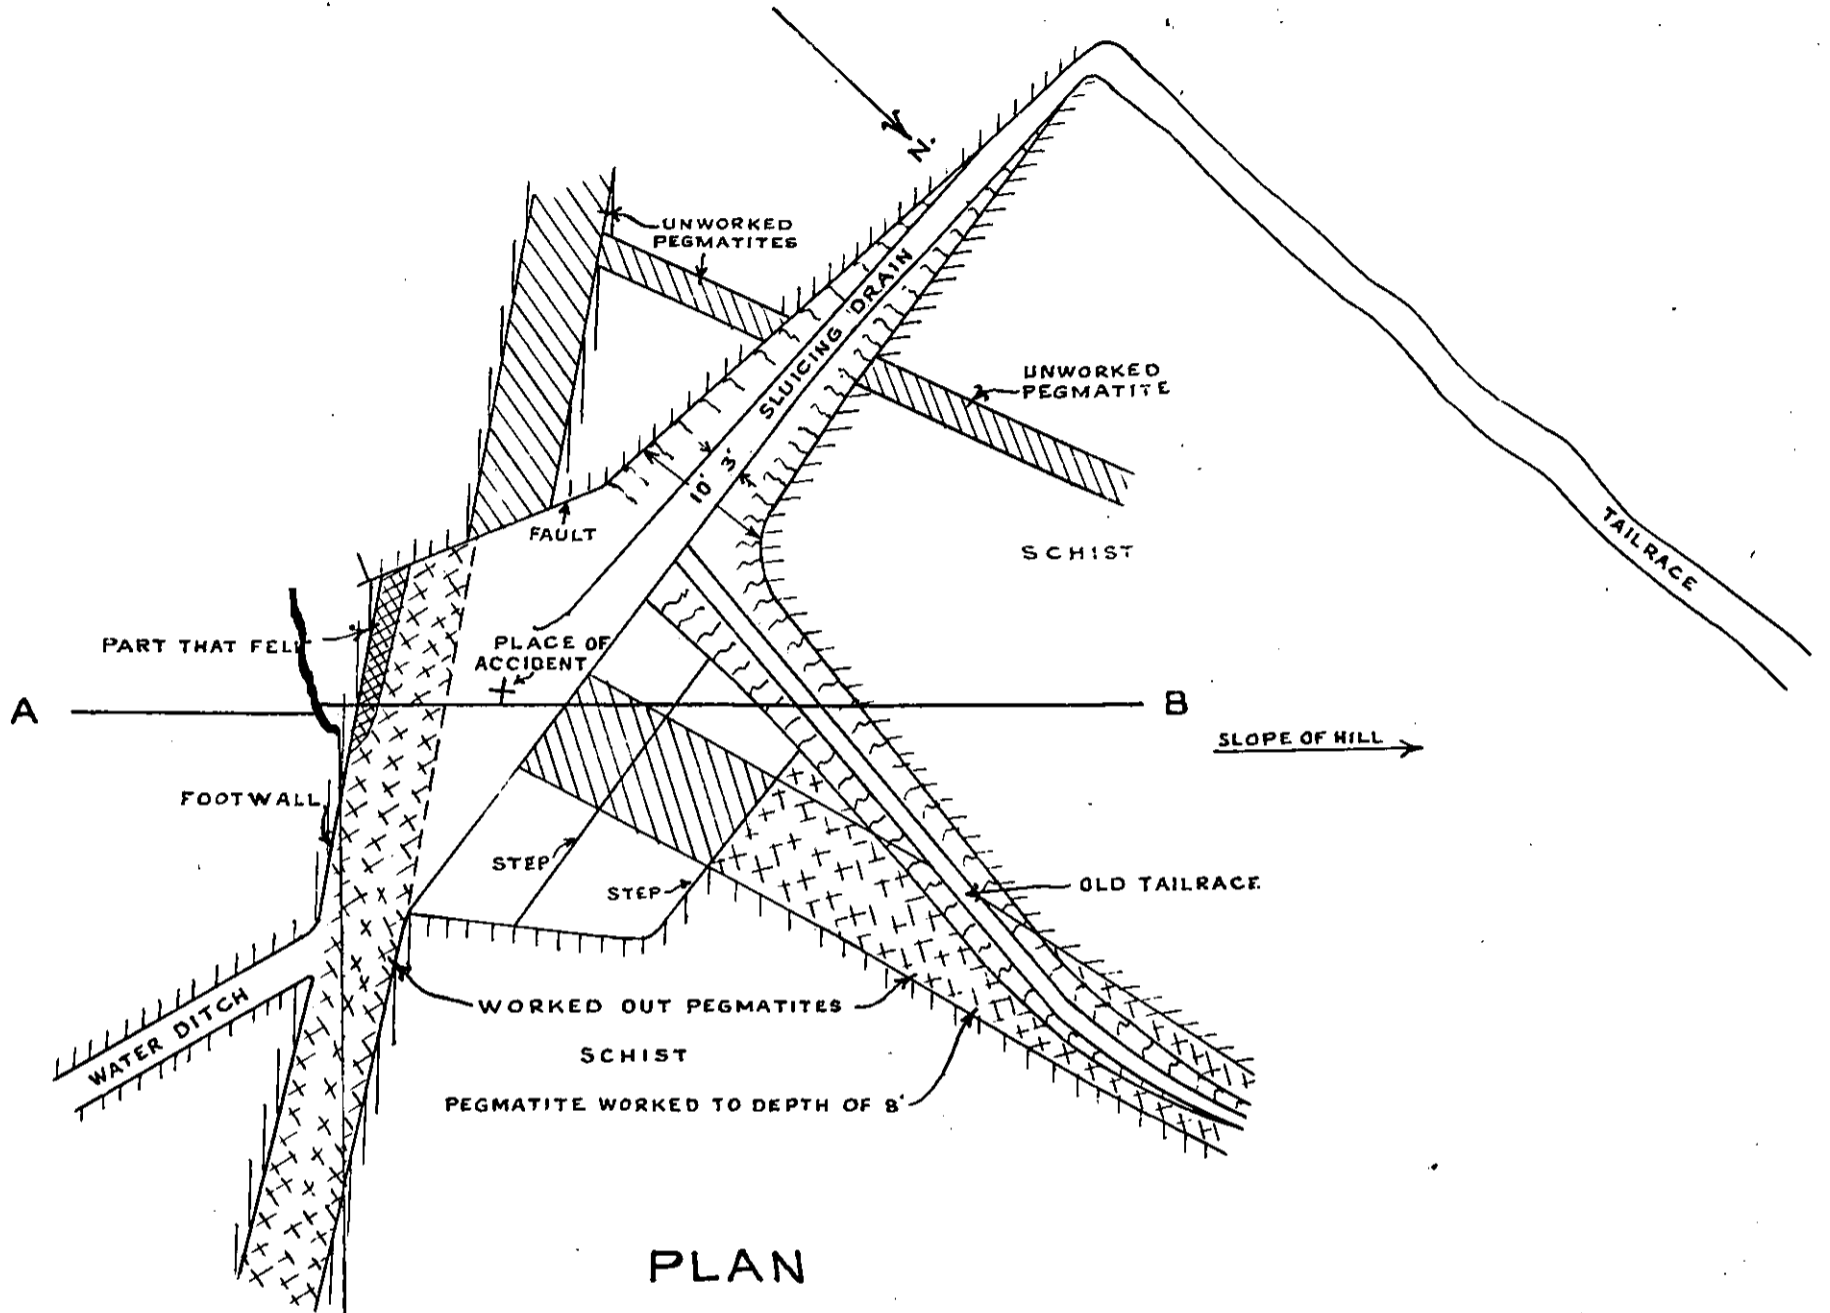 N.
UNWORKED
PEGMATITES
SLUICING DRAIN
UNWORKED
PEGMATITE
10' 3'
FAULT
SCHIST
TAILRACE
PART THAT FELL
PLACE OF
ACCIDENT
A
B
SLOPE OF HILL
FOOTWALL
STEP
STEP
OLD TAILRACE
WORKED OUT PEGMATITES
WATER DITCH
SCHIST
PEGMATITE WORKED TO DEPTH OF 8'
PLAN